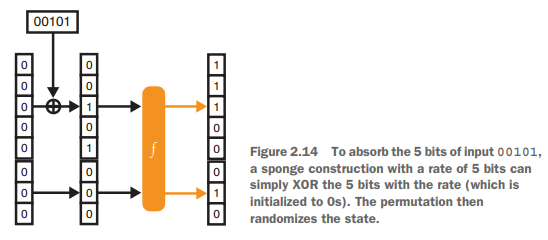 00101
0 0 1
0 0 1
0 1 1
0 0 0
0 1 f 0
0 0 0
0 0 1
0 0 0
Figure 2.14 To absorb the 5 bits of input 00101,
a sponge construction with a rate of 5 bits can
simply XOR the 5 bits with the rate (which is
initialized to 0s). The permutation then
randomizes the state.